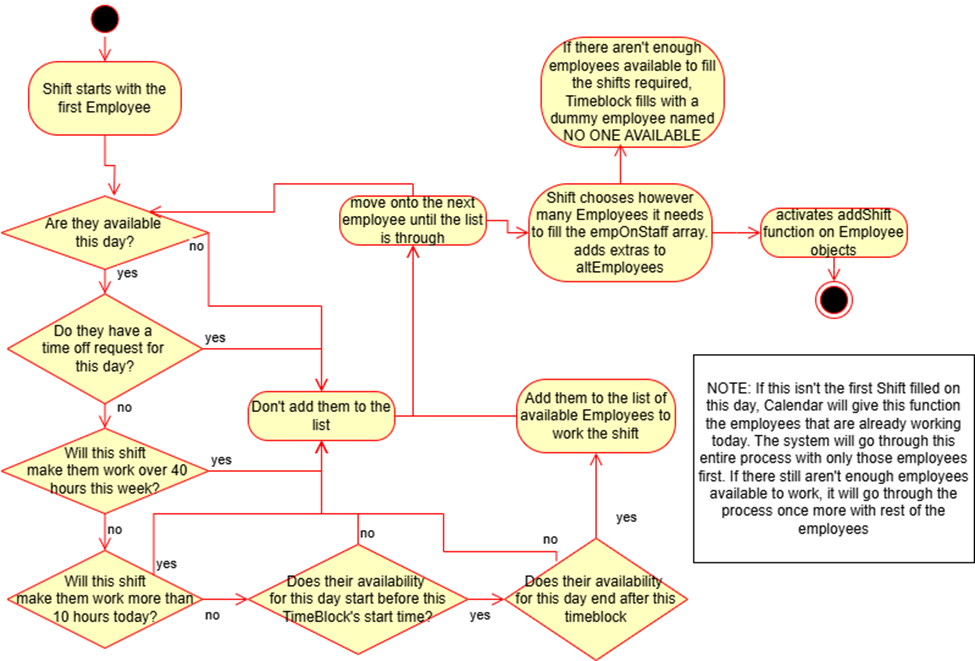 Shift starts with the
first Employee
Are they available
this day?
no
yes
Do they have a
time off request for
this day?
yes
no
Will this shift
make them work over 40
hours this week?
yes
no
Will this shift
make them work more than
10 hours today?
yes
no
Does their availability
for this day start before this
TimeBlock's start time?
no
yes
Does their availability
for this day end after this
timeblock
no
yes
Don't add them to the
list
Add them to the list of
available Employees to
work the shift
move onto the next
employee until the list
is through
Shift chooses however
many Employees it needs
to fill the empOnStaff array.
adds extras to
altEmployees
If there aren't enough
employees available to fill
the shifts required,
Timeblock fills with a
dummy employee named
NO ONE AVAILABLE
activates addShift
function on Employee
objects
NOTE: If this isn't the first Shift filled on
this day, Calendar will give this function
the employees that are already working
today. The system will go through this
entire process with only those employees
first. If there still aren't enough employees
available to work, it will go through the
process once more with rest of the
employees